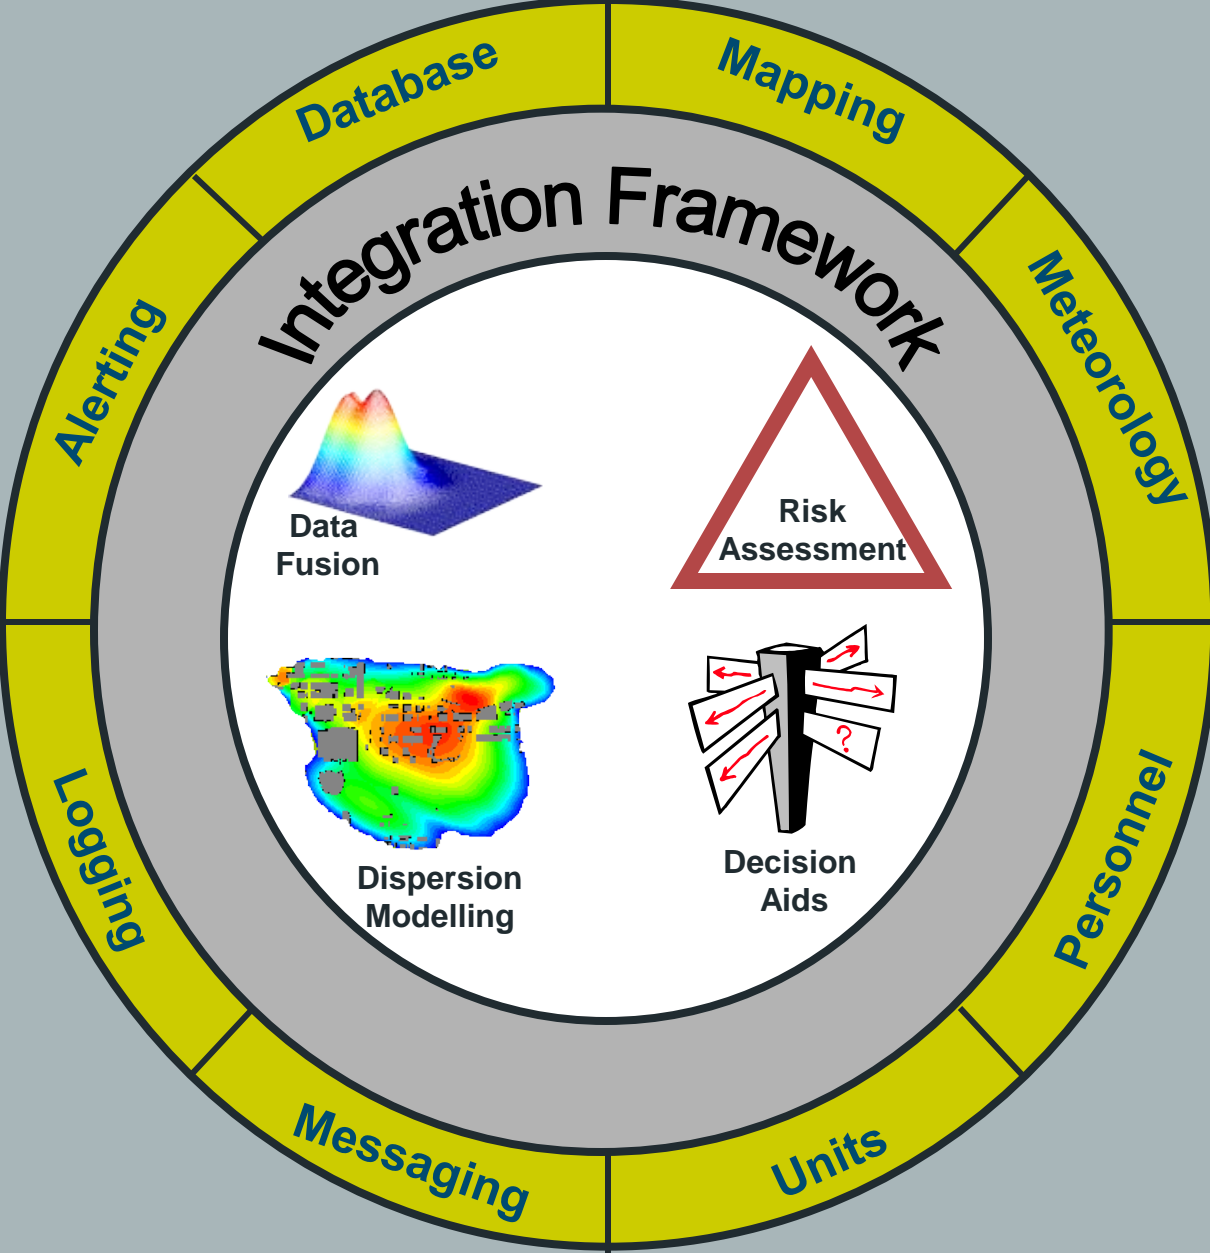 Database
Mapping
Integration Framework
Alerting
Meteorology
Data
Fusion
Risk
Assessment
?
Dispersion
Modelling
Decision
Aids
Logging
Personnel
Messaging
Units